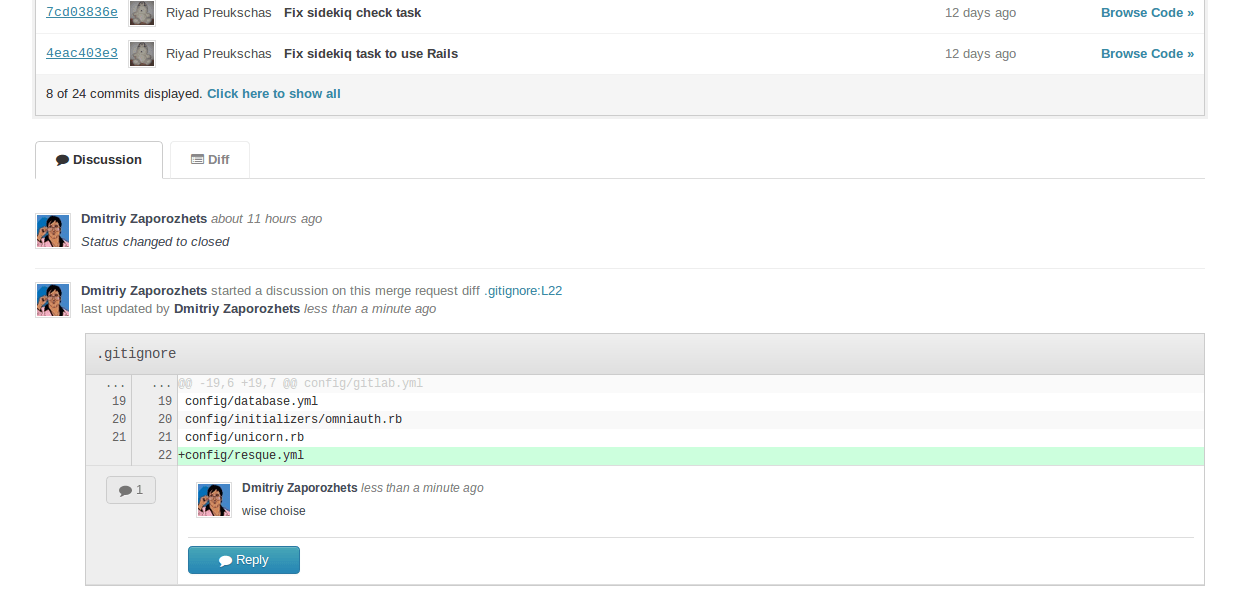 7cd03836e Riyad Preukschas Fix sidekiq check task 12 days ago Browse Code »
4eac403e3 Riyad Preukschas Fix sidekiq task to use Rails 12 days ago Browse Code »
8 of 24 commits displayed. Click here to show all
Discussion Diff
Dmitriy Zaporozhets about 11 hours ago
Status changed to closed
Dmitriy Zaporozhets started a discussion on this merge request diff .gitignore:L22
last updated by Dmitriy Zaporozhets less than a minute ago
.gitignore
... ... @@ -19,6 +19,7 @@ config/gitlab.yml
19 19 config/database.yml
20 20 config/initializers/omniauth.rb
21 21 config/unicorn.rb
22 +config/resque.yml
1 Dmitriy Zaporozhets less than a minute ago
wise choise
Reply